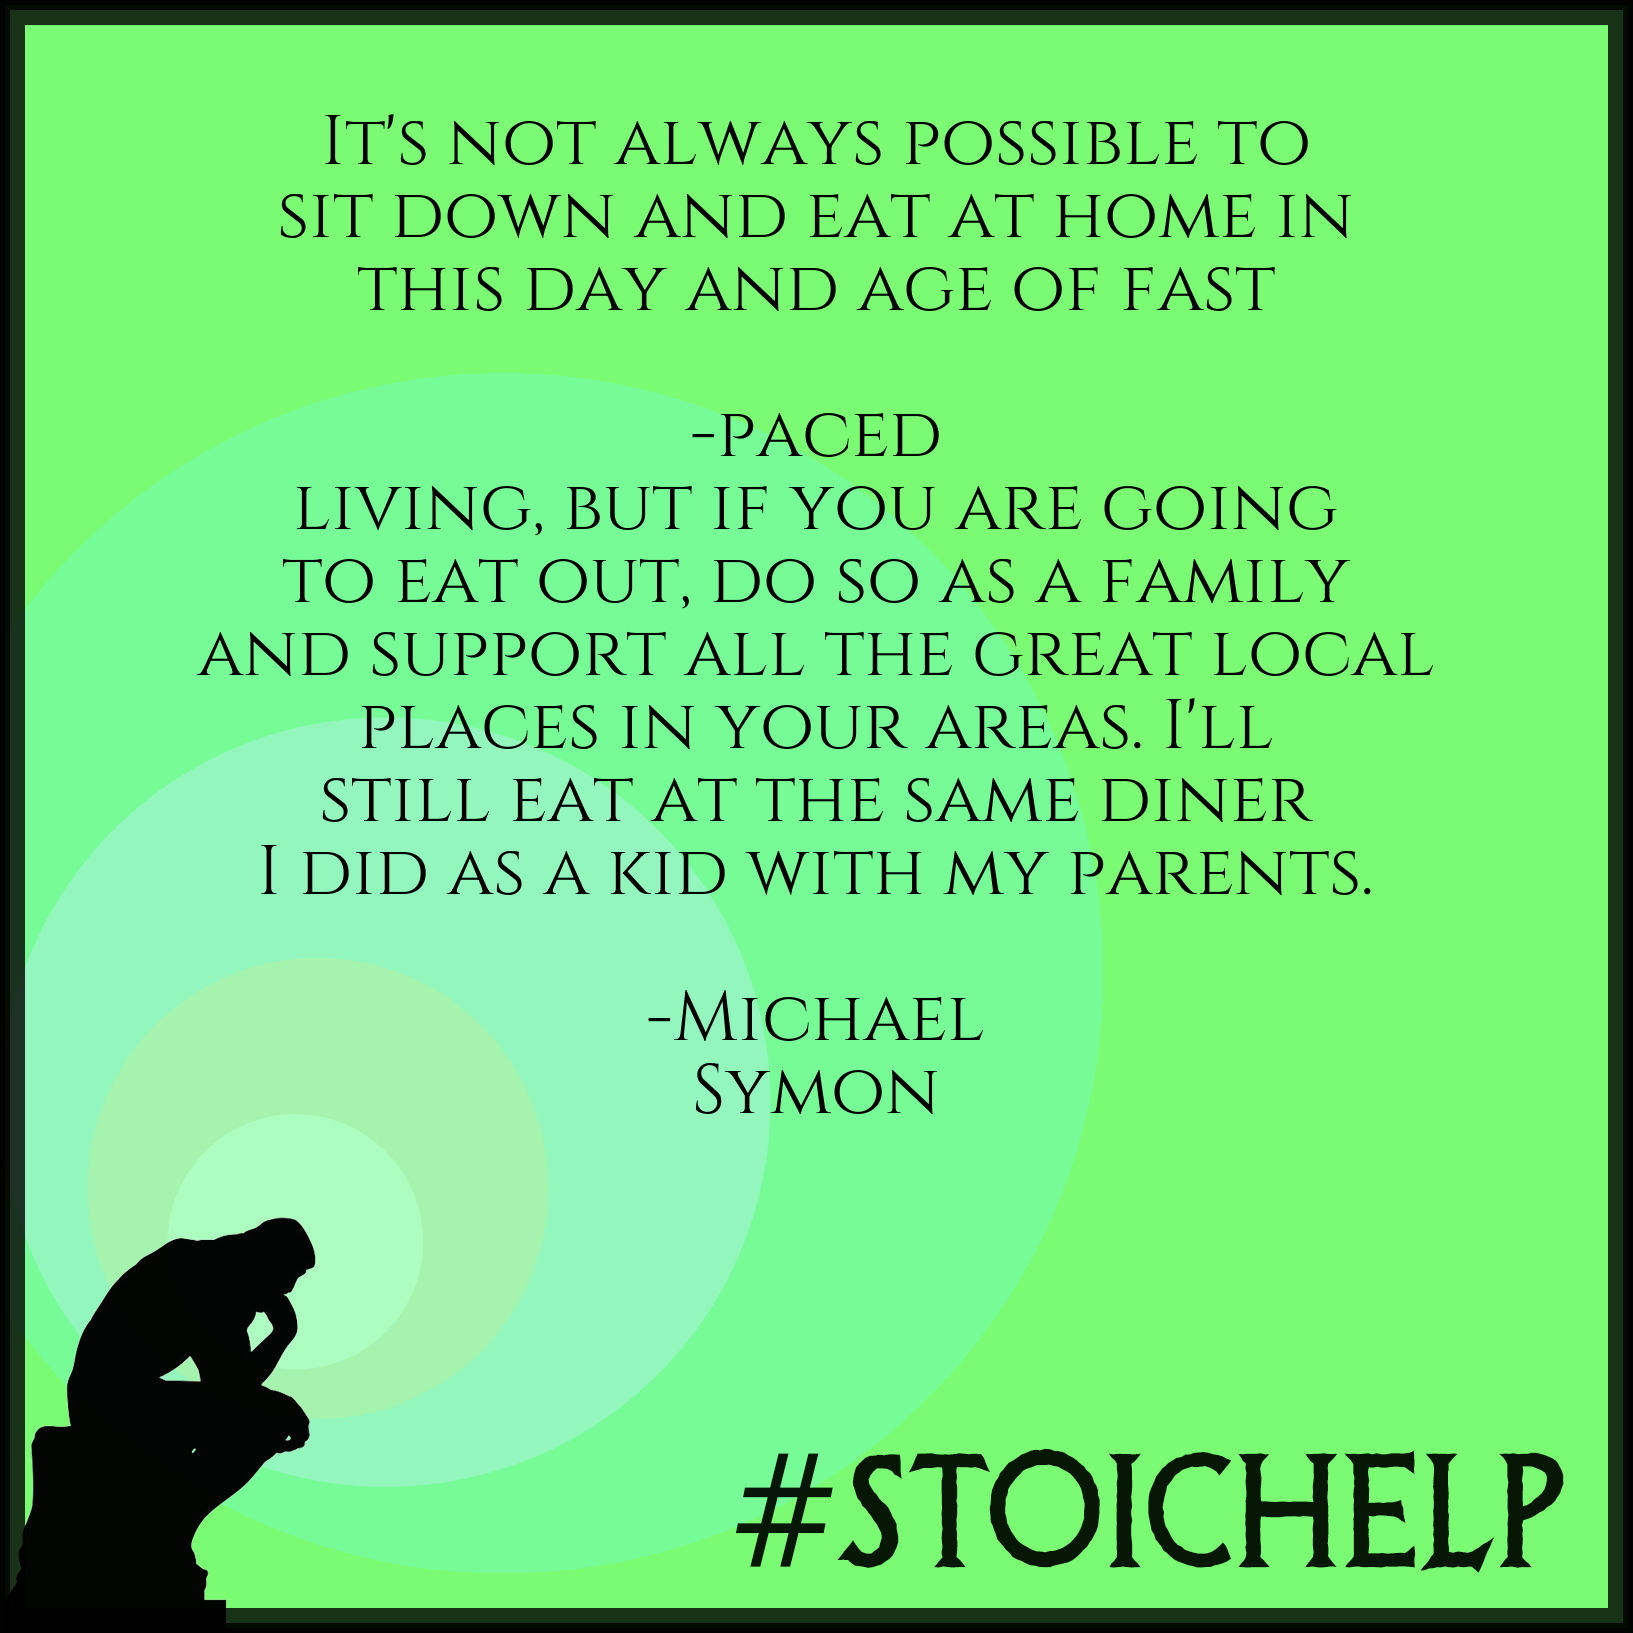 It's not always possible to
sit down and eat at home in
this day and age of fast
-paced
living, but if you are going
to eat out, do so as a family
and support all the great local
places in your areas. I'll
still eat at the same diner
I did as a kid with my parents.
-Michael
Symon
#STOICHELP